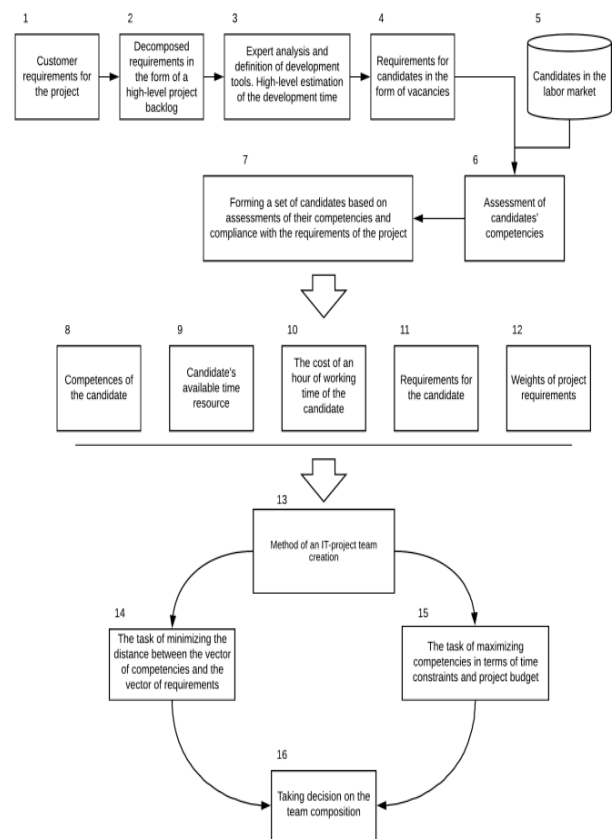 1
Customer
requirements for
the project
2
Decomposed
requirements in
the form of a
high-level project
backlog
3
Expert analysis and
definition of development
tools. High-level estimation
of the development time
4
Requirements for
candidates in the
form of vacancies
5
Candidates in the
labor market
6
Assessment of
candidates'
competencies
7
Forming a set of candidates based on
assessments of their competencies and
compliance with the requirements of the project
8
Competences of
the candidate
9
Candidate's
available time
resource
10
The cost of an
hour of working
time of the
candidate
11
Requirements for
the candidate
12
Weights of project
requirements
13
Method of an IT-project team
creation
14
The task of minimizing the
distance between the vector
of competencies and the
vector of requirements
15
The task of maximizing
competencies in terms of time
constraints and project budget
16
Taking decision on the
team composition